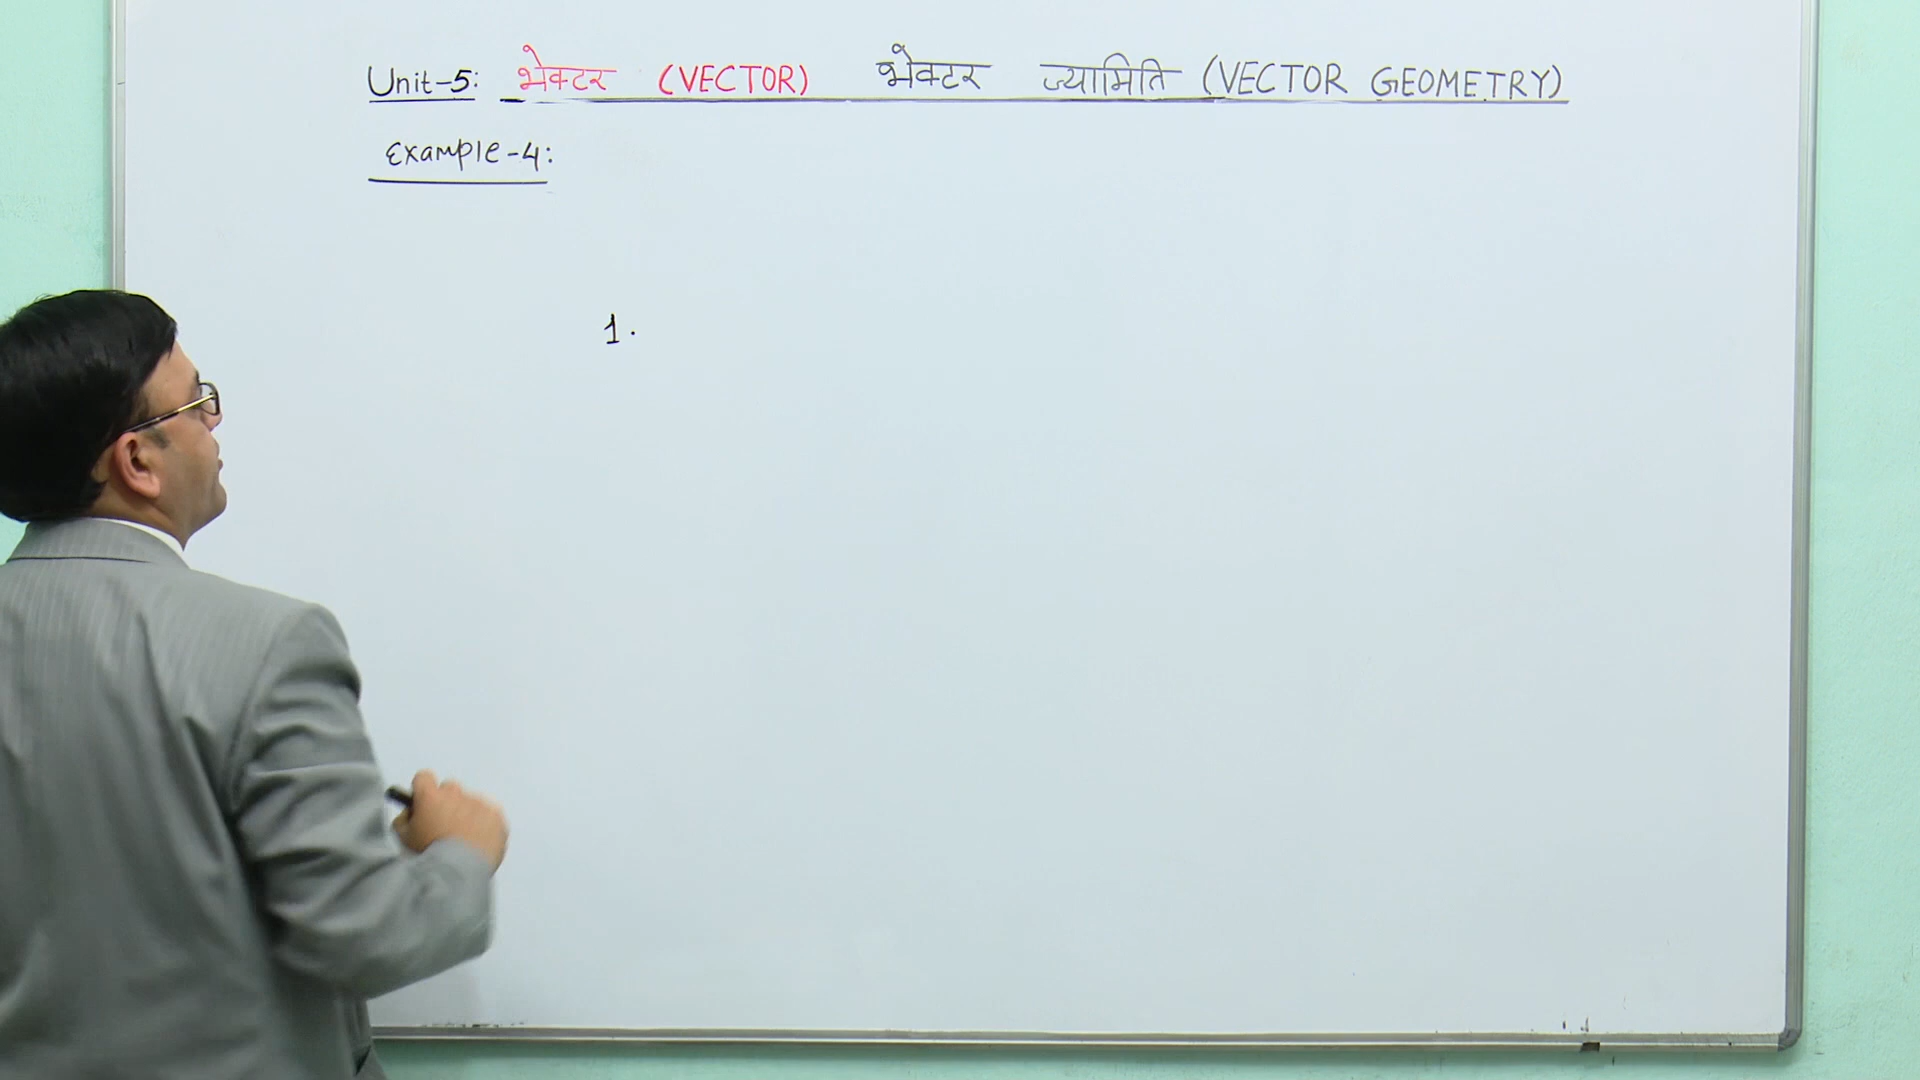 Unit-5: भेक्टर (VECTOR) भेक्टर ज्यामिति (VECTOR GEOMETRY)
Example-4:
1.